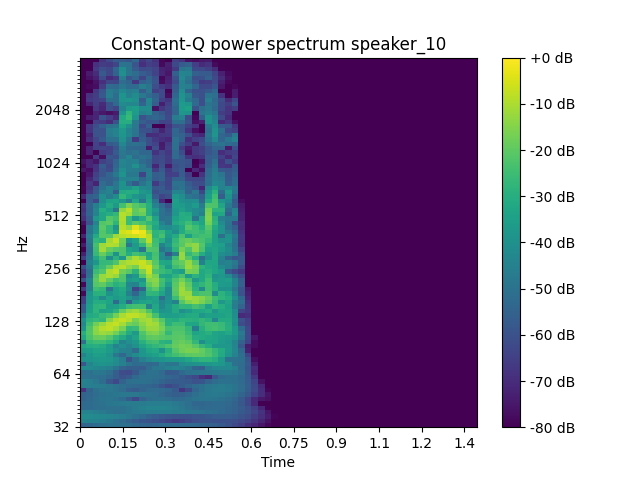 Constant-Q power spectrum speaker_10
Hz
2048
1024
512
256
128
64
32
0 0.15 0.3 0.45 0.6 0.75 0.9 1.1 1.2 1.4
Time
+0 dB
-10 dB
-20 dB
-30 dB
-40 dB
-50 dB
-60 dB
-70 dB
-80 dB